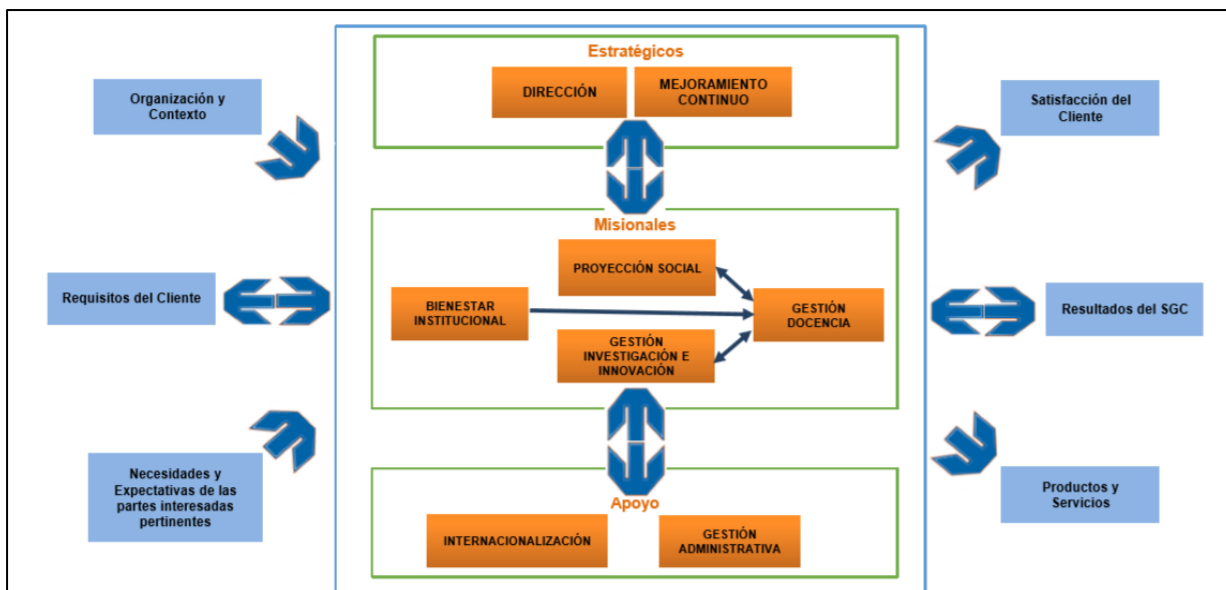 Estratégicos
DIRECCIÓN
MEJORAMIENTO
CONTINUO
Organización y
Contexto
Satisfacción del
Cliente
Misionales
PROYECCIÓN SOCIAL
Requisitos del Cliente
BIENESTAR
INSTITUCIONAL
GESTIÓN
DOCENCIA
Resultados del SGC
GESTIÓN
INVESTIGACIÓN E
INNOVACIÓN
Necesidades y
Expectativas de las
partes interesadas
pertinentes
Productos y
Servicios
Apoyo
INTERNACIONALIZACIÓN
GESTIÓN
ADMINISTRATIVA